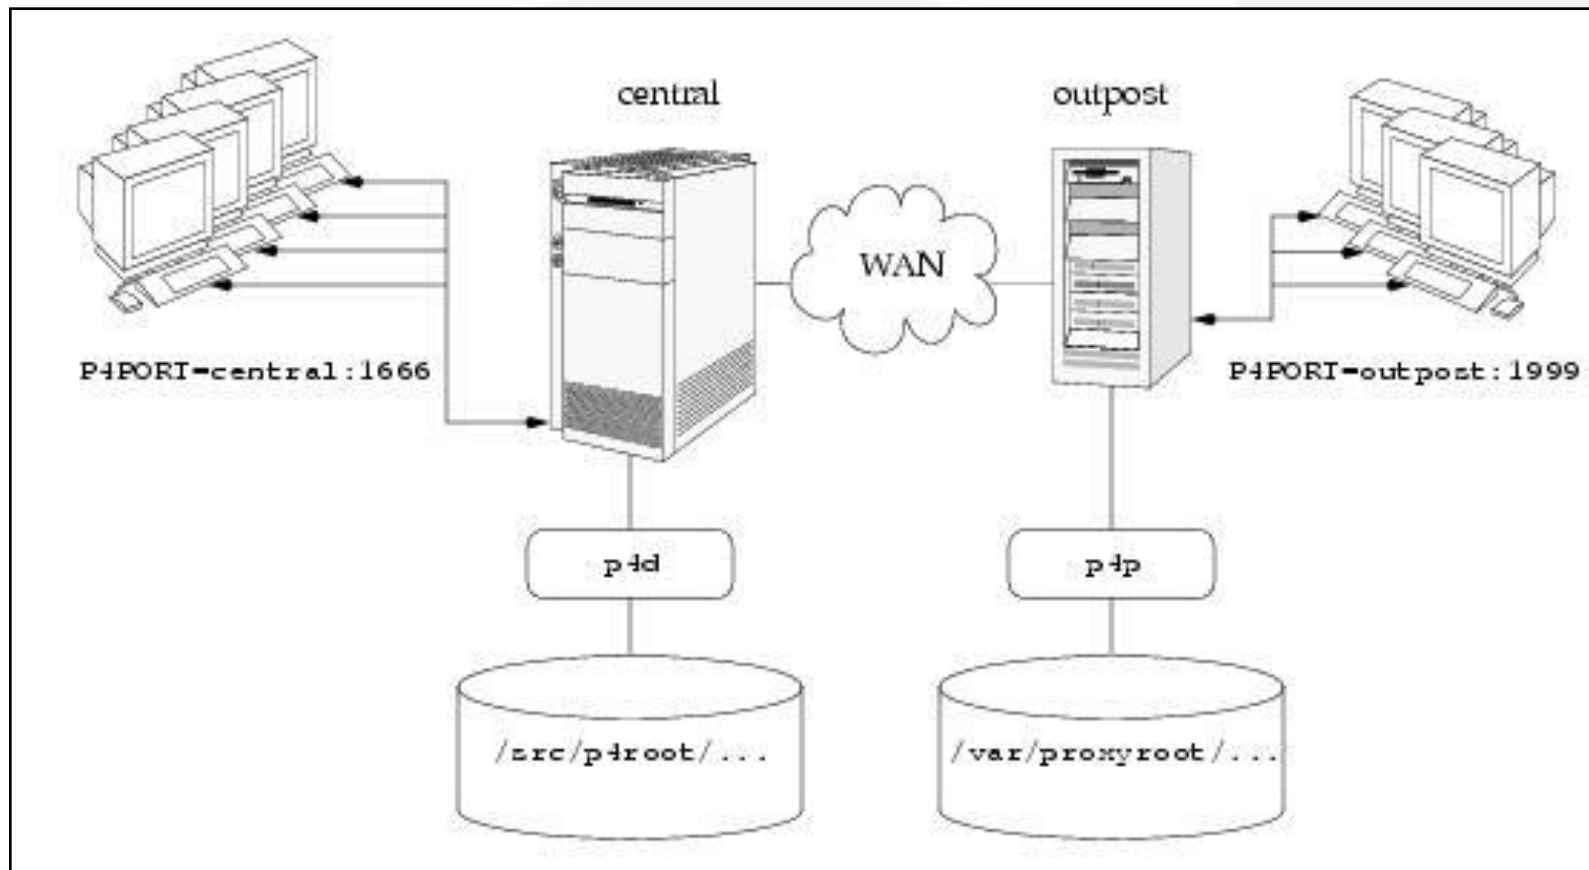 central
outpost
WAN
P4PORT=central:1666
P4PORT=outpost:1999
p4d
p4p
/src/p4root/...
/var/proxyroot/...